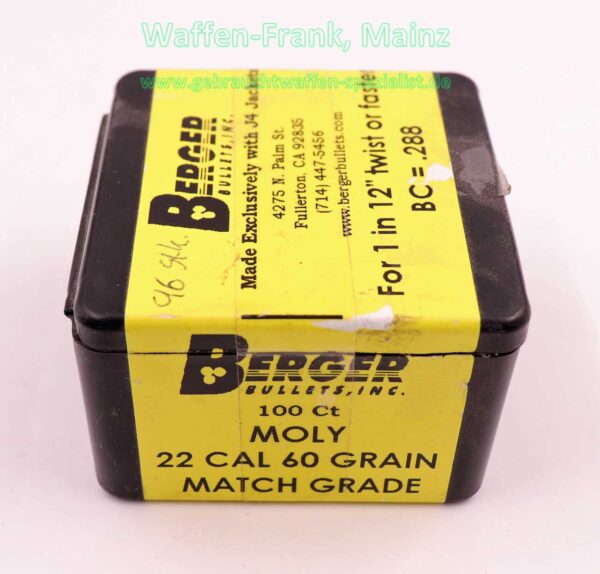 Waffen-Frank, Mainz
www.gebrauchtwaffen-spezialist.de
BERGER
BULLETS, INC.
Made Exclusively with J4 Jackets
4275 N. Palm St.
Fullerton, CA 92835
(714) 447-5456
www.bergerbullets.com
For 1 in 12" twist or faster
BC = .288
96 Stk.
BERGER
BULLETS, INC.
100 Ct
MOLY
22 CAL 60 GRAIN
MATCH GRADE